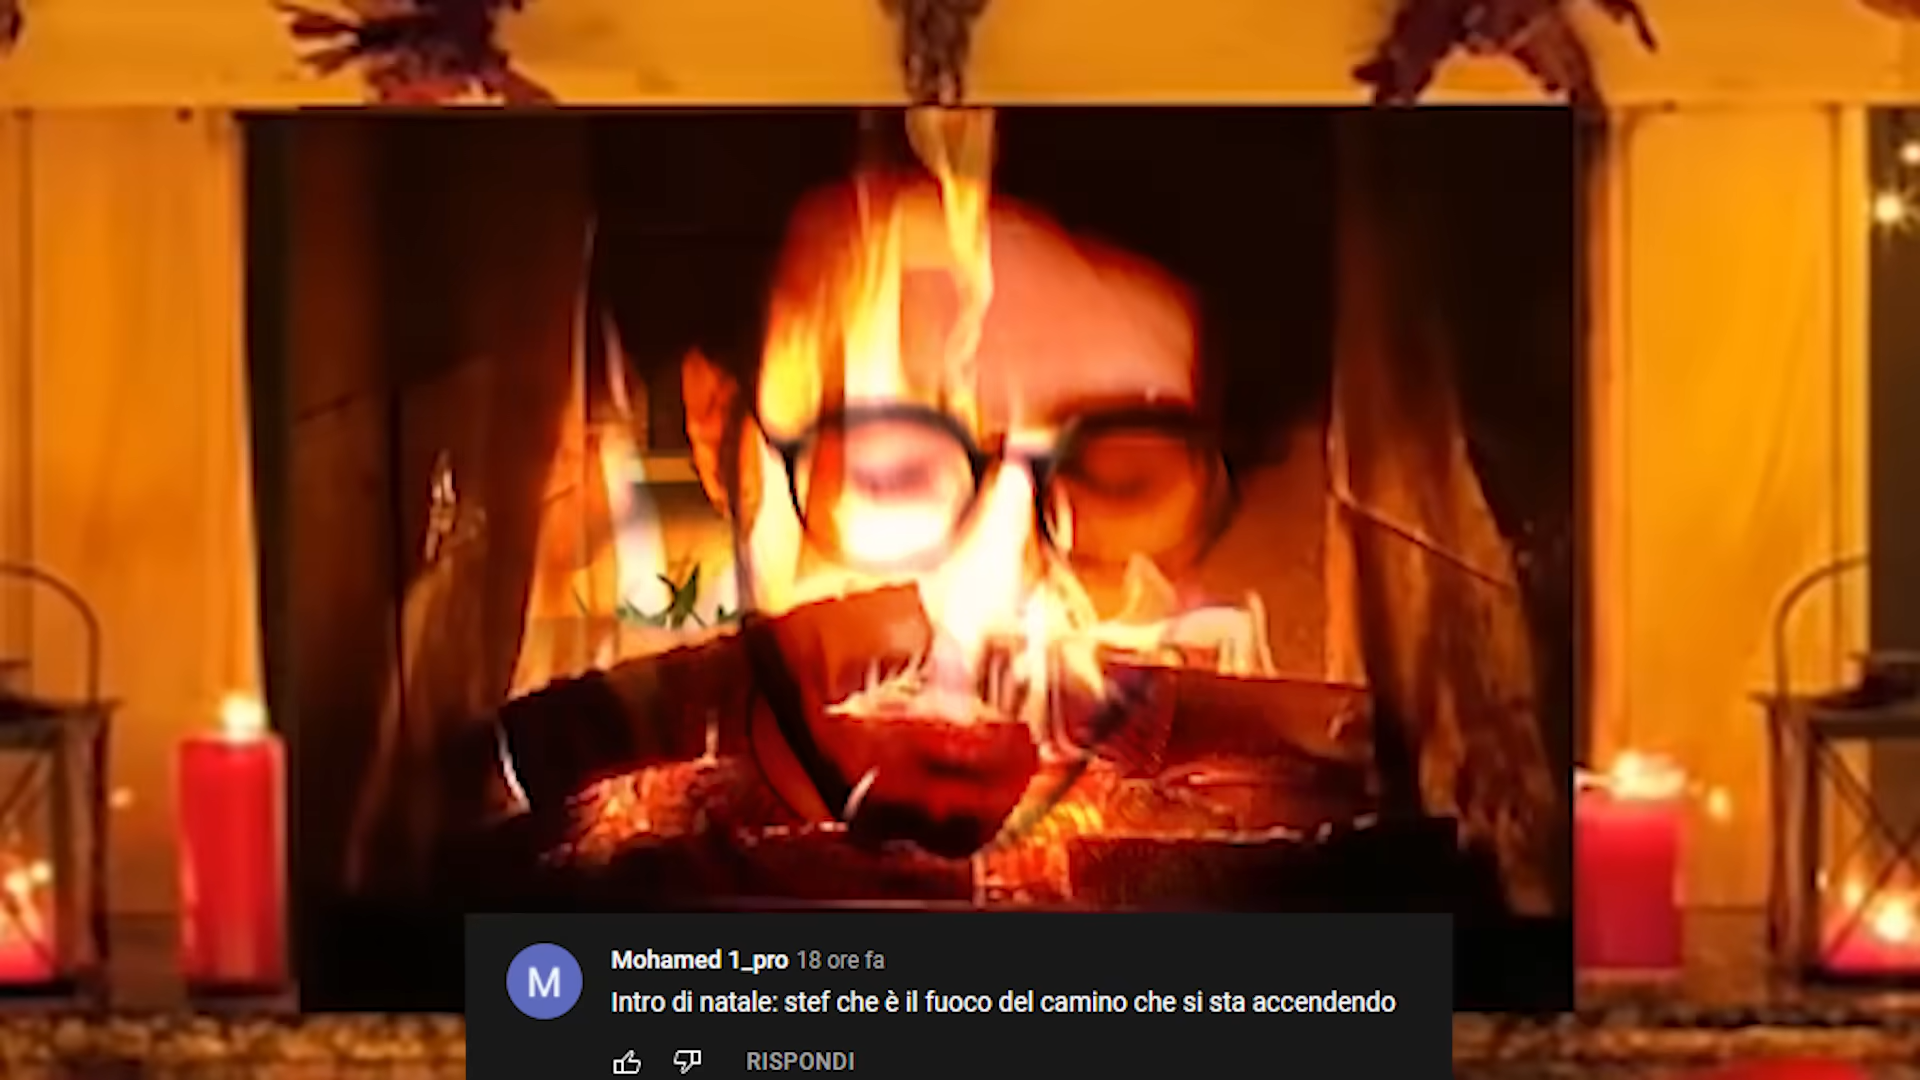 M
Mohamed 1_pro 18 ore fa
Intro di natale: stef che è il fuoco del camino che si sta accendendo
RISPONDI